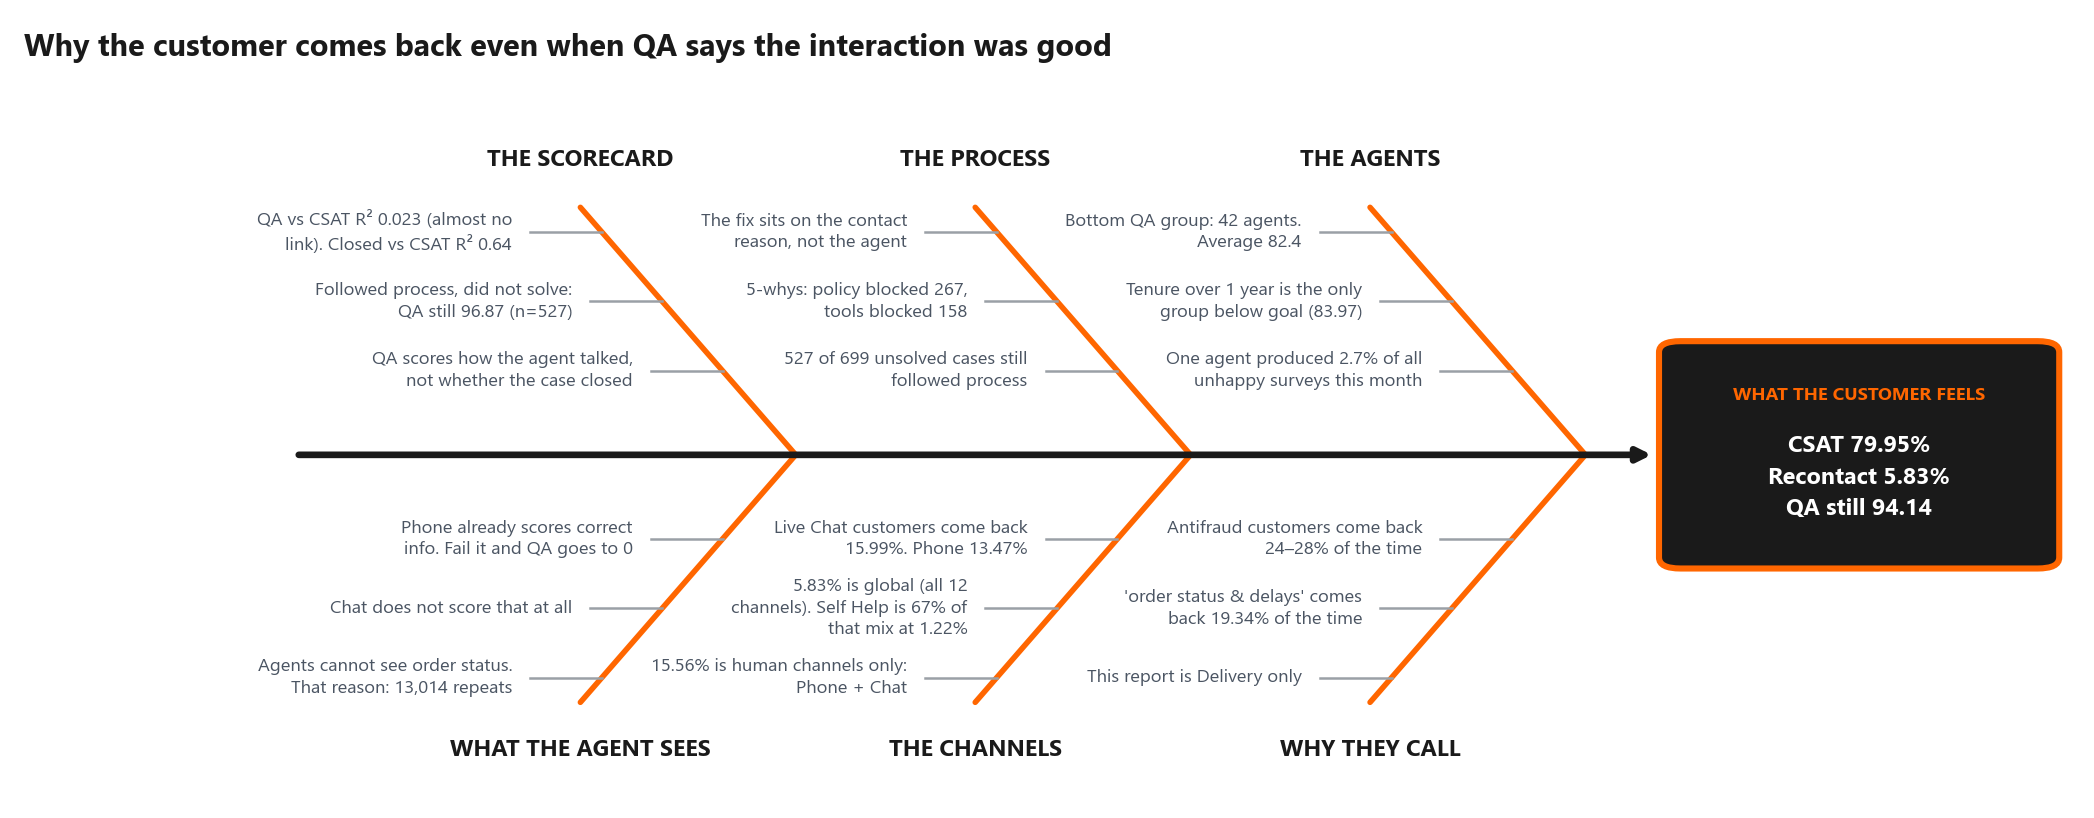 Why the customer comes back even when QA says the interaction was good
THE SCORECARD
QA vs CSAT R² 0.023 (almost no
link). Closed vs CSAT R² 0.64
Followed process, did not solve:
QA still 96.87 (n=527)
QA scores how the agent talked,
not whether the case closed
THE PROCESS
The fix sits on the contact
reason, not the agent
5-whys: policy blocked 267,
tools blocked 158
527 of 699 unsolved cases still
followed process
THE AGENTS
Bottom QA group: 42 agents.
Average 82.4
Tenure over 1 year is the only
group below goal (83.97)
One agent produced 2.7% of all
unhappy surveys this month
WHAT THE CUSTOMER FEELS
CSAT 79.95%
Recontact 5.83%
QA still 94.14
Phone already scores correct
info. Fail it and QA goes to 0
Chat does not score that at all
Agents cannot see order status.
That reason: 13,014 repeats
WHAT THE AGENT SEES
Live Chat customers come back
15.99%. Phone 13.47%
5.83% is global (all 12
channels). Self Help is 67% of
that mix at 1.22%
15.56% is human channels only:
Phone + Chat
THE CHANNELS
Antifraud customers come back
24–28% of the time
'order status & delays' comes
back 19.34% of the time
This report is Delivery only
WHY THEY CALL